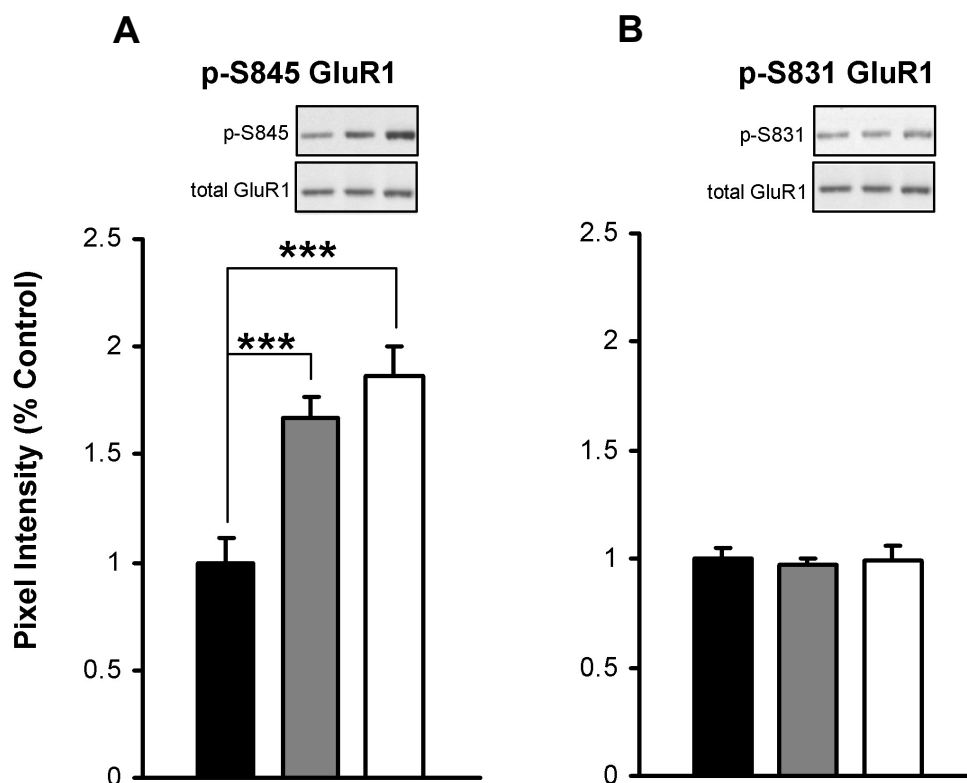 A
p-S845 GluR1
p-S845
total GluR1
Pixel Intensity (% Control)
2.5
2
1.5
1
0.5
0
***
***
B
p-S831 GluR1
p-S831
total GluR1
2.5
2
1.5
1
0.5
0